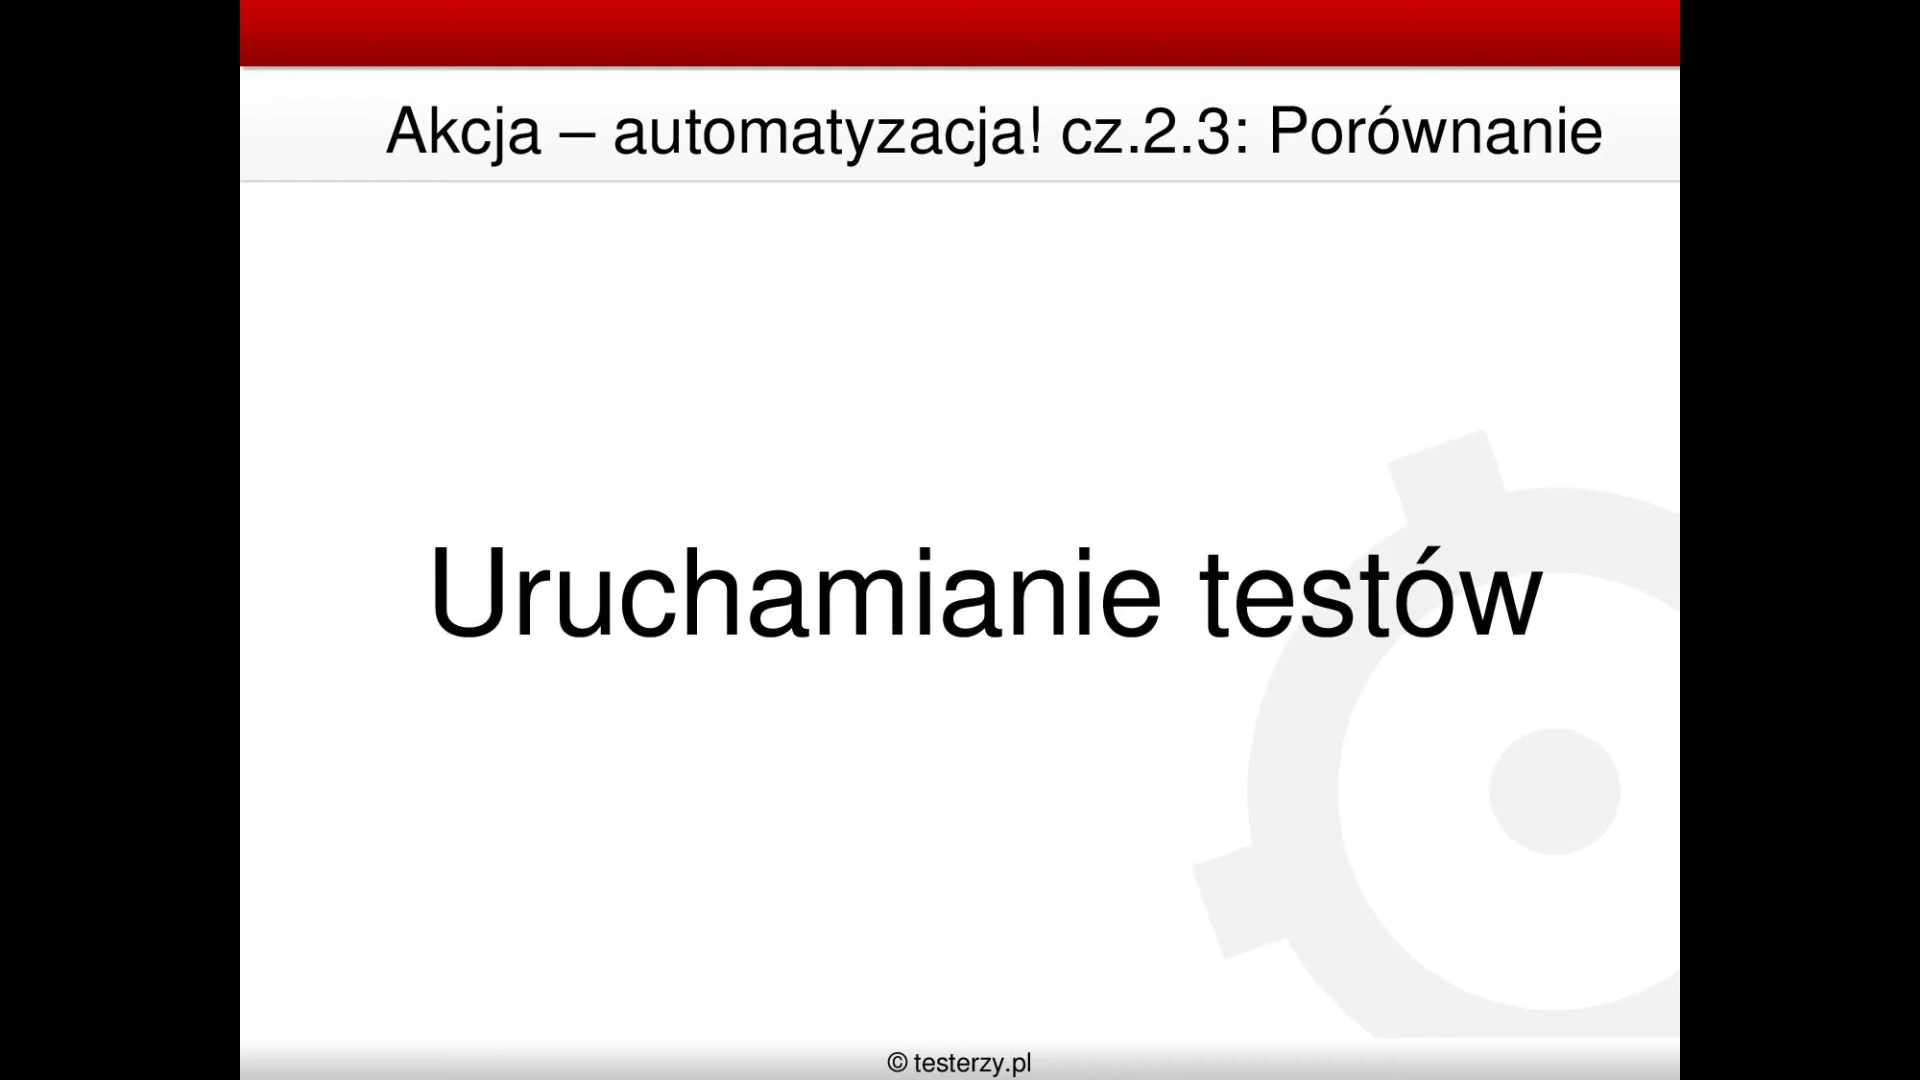 Akcja – automatyzacja! cz.2.3: Porównanie
Uruchamianie testów
© testerzy.pl